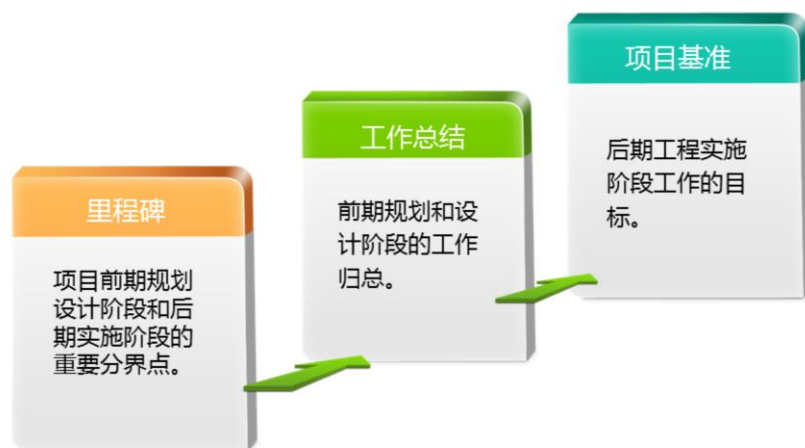 里程碑
项目前期规划
设计阶段和后
期实施阶段的
重要分界点。
工作总结
前期规划和设
计阶段的工作
归总。
项目基准
后期工程实施
阶段工作的目
标。